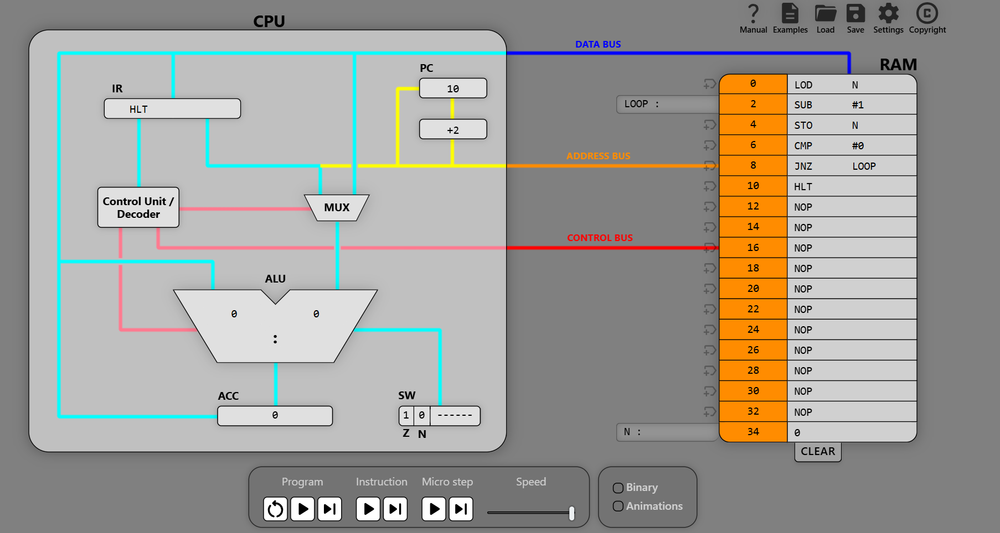 CPU
Manual Examples Load Save Settings Copyright
DATA BUS
RAM
PC
10
+2
IR
HLT
Control Unit /
Decoder
MUX
ADDRESS BUS
CONTROL BUS
ALU
0 0
:
ACC
0
SW
1 0 ------
Z N
0 LOD N
LOOP : 2 SUB #1
4 STO N
6 CMP #0
8 JNZ LOOP
10 HLT
12 NOP
14 NOP
16 NOP
18 NOP
20 NOP
22 NOP
24 NOP
26 NOP
28 NOP
30 NOP
32 NOP
N : 34 0
CLEAR
Program Instruction Micro step Speed
Binary
Animations